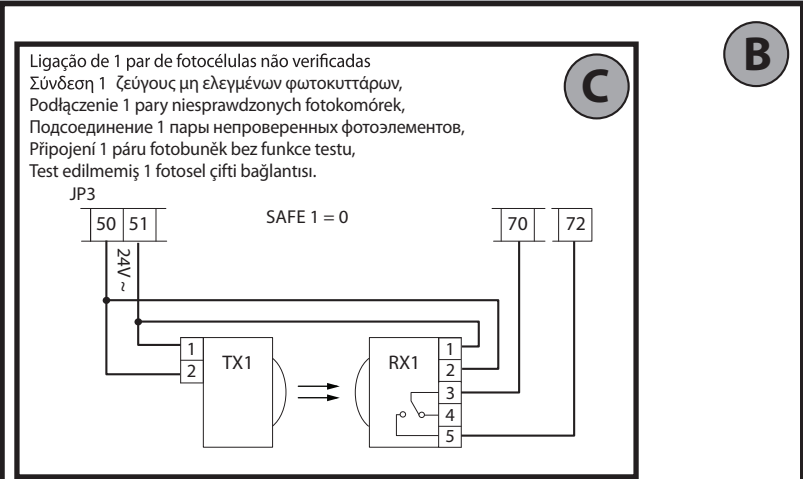 B
C
Ligação de 1 par de fotocélulas não verificadas
Σύνδεση 1 ζεύγους μη ελεγμένων φωτοκυττάρων,
Podłączenie 1 pary niesprawdzonych fotokomórek,
Подсоединение 1 пары непроверенных фотоэлементов,
Připojení 1 páru fotobuněk bez funkce testu,
Test edilmemiş 1 fotosel çifti bağlantısı.
JP3
50 51 SAFE 1 = 0 70 72
24V ~
1 TX1 RX1 1
2 2
3
4
5